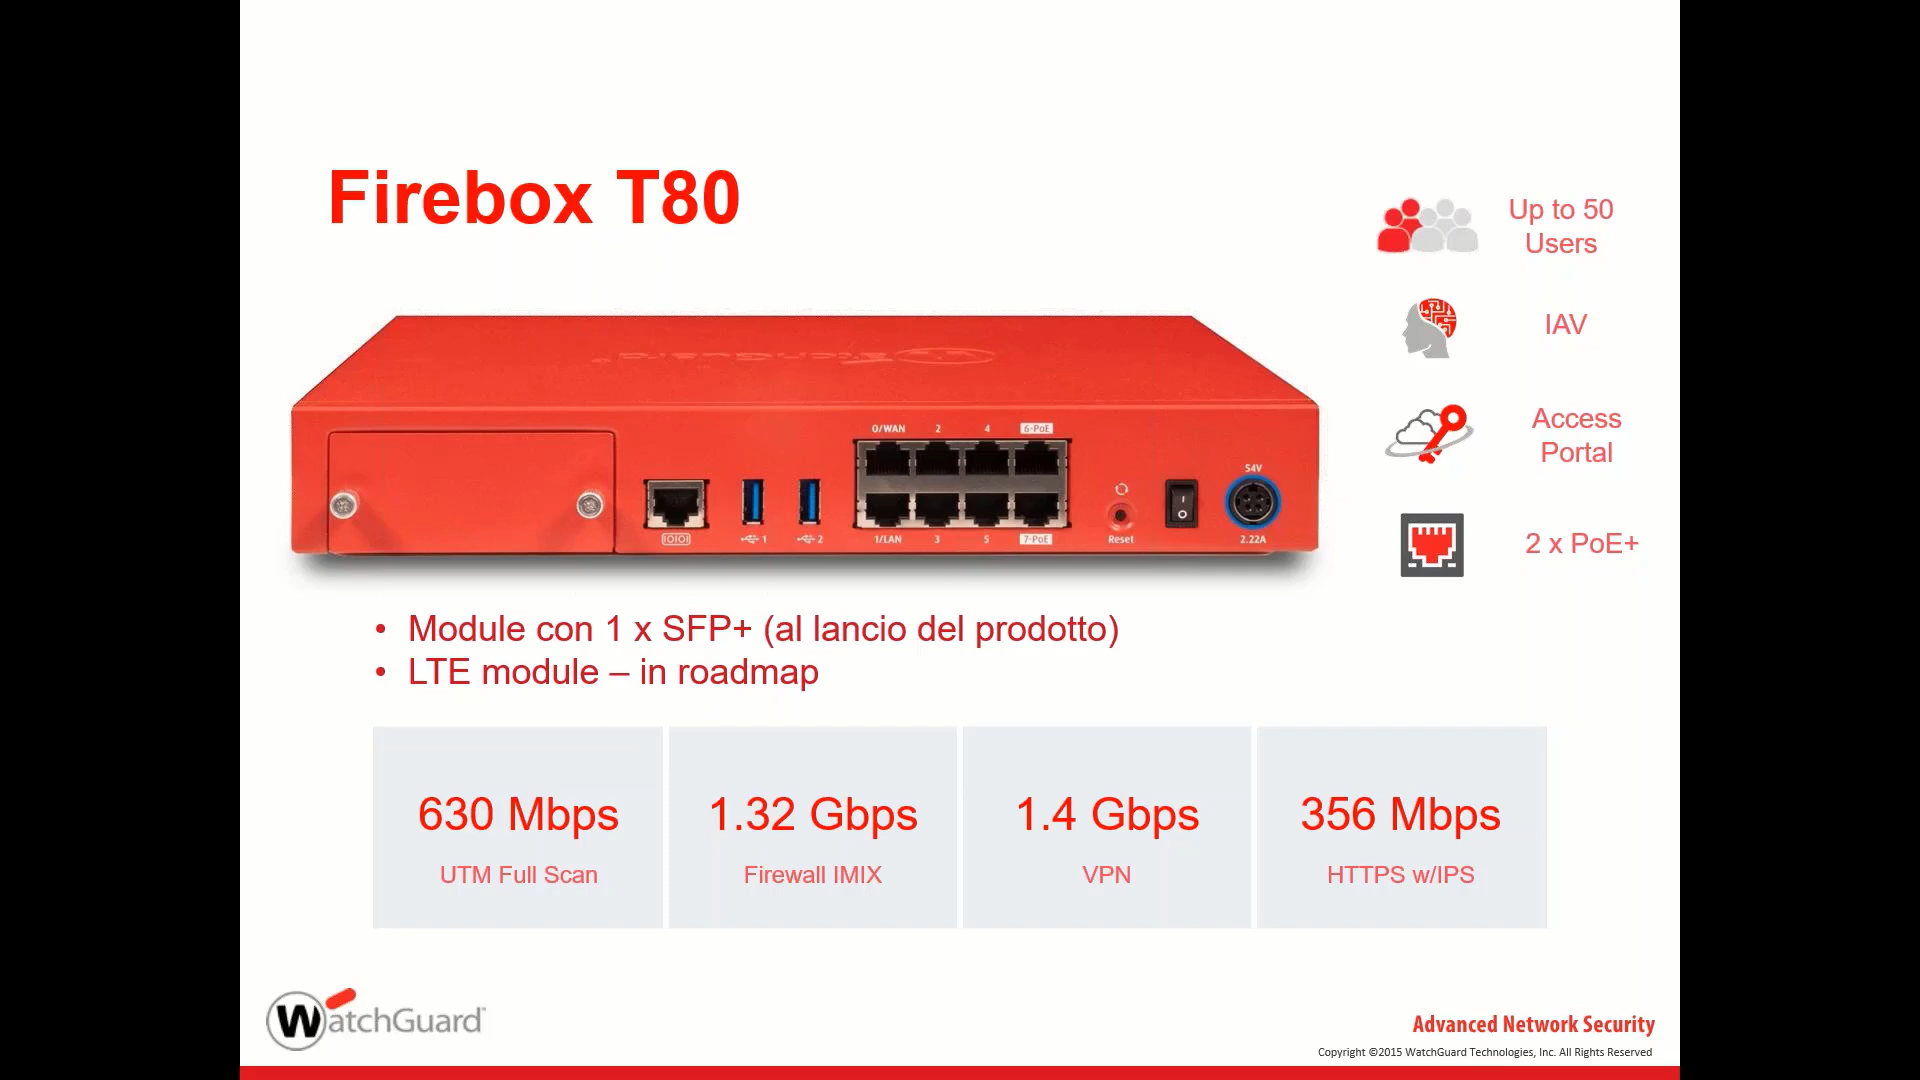 Firebox T80
Up to 50
Users
IAV
Access
Portal
2 x PoE+
0/WAN 2 4 6-PoE
54V
1 2 1/LAN 3 5 7-PoE Reset 2.22A
• Module con 1 x SFP+ (al lancio del prodotto)
• LTE module – in roadmap
630 Mbps
UTM Full Scan
1.32 Gbps
Firewall IMIX
1.4 Gbps
VPN
356 Mbps
HTTPS w/IPS
WatchGuard
Advanced Network Security
Copyright ©2015 WatchGuard Technologies, Inc. All Rights Reserved